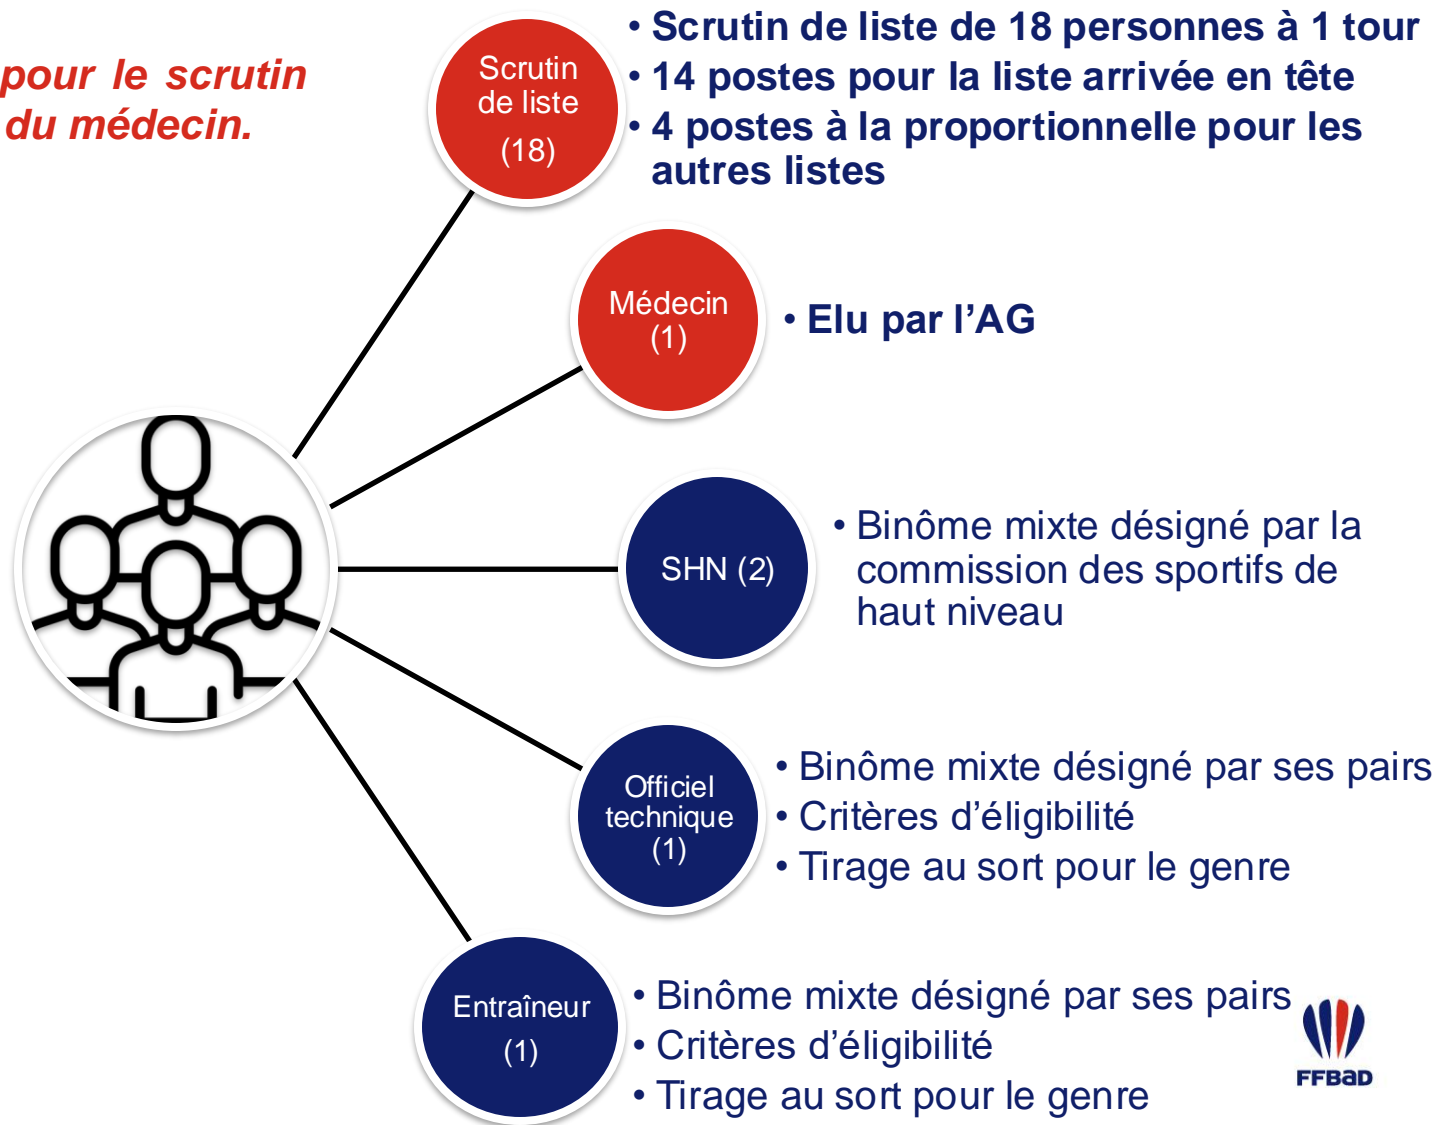 pour le scrutin
du médecin.
Scrutin
de liste
(18)
• Scrutin de liste de 18 personnes à 1 tour
• 14 postes pour la liste arrivée en tête
• 4 postes à la proportionnelle pour les
autres listes
Médecin
(1)
• Elu par l’AG
SHN (2)
• Binôme mixte désigné par la
commission des sportifs de
haut niveau
Officiel
technique
(1)
• Binôme mixte désigné par ses pairs
• Critères d’éligibilité
• Tirage au sort pour le genre
Entraîneur
(1)
• Binôme mixte désigné par ses pairs
• Critères d’éligibilité
• Tirage au sort pour le genre
FFBaD